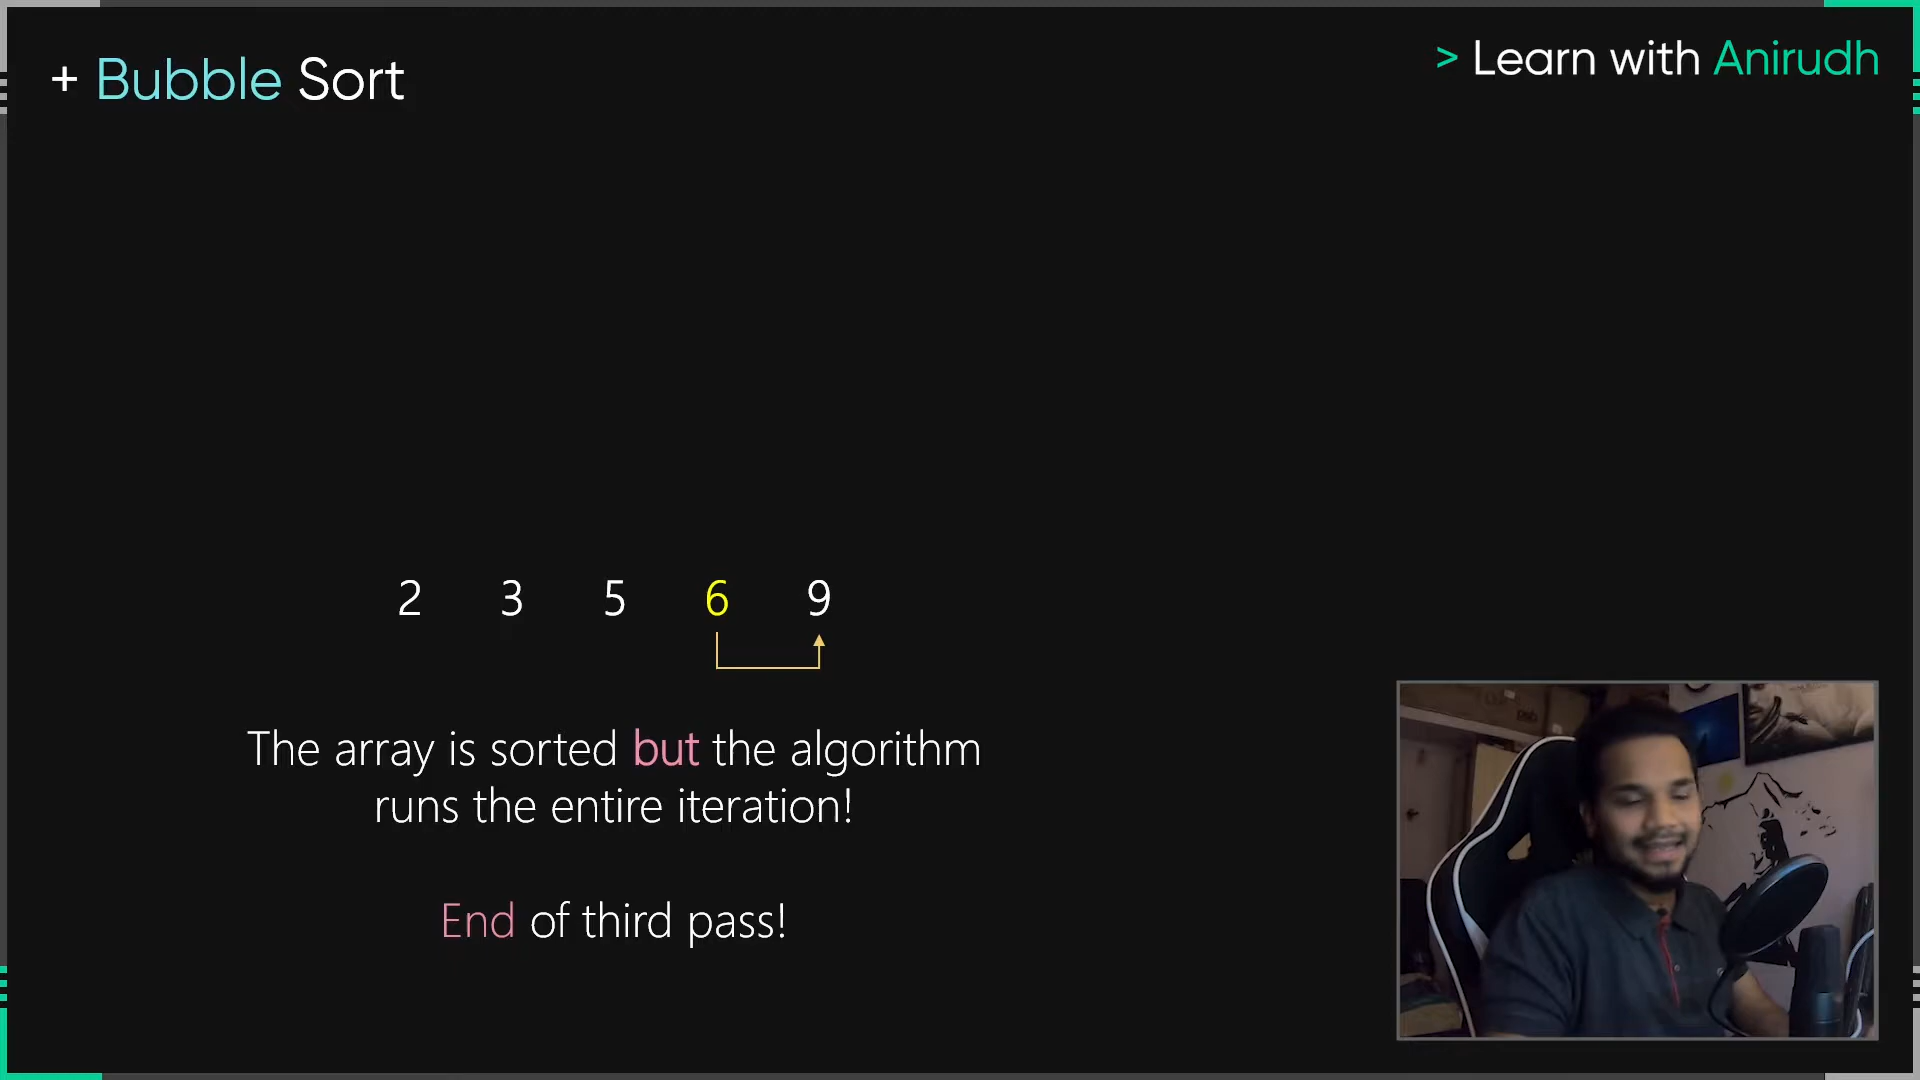 + Bubble Sort
> Learn with Anirudh
2 3 5 6 9
The array is sorted but the algorithm
runs the entire iteration!
End of third pass!